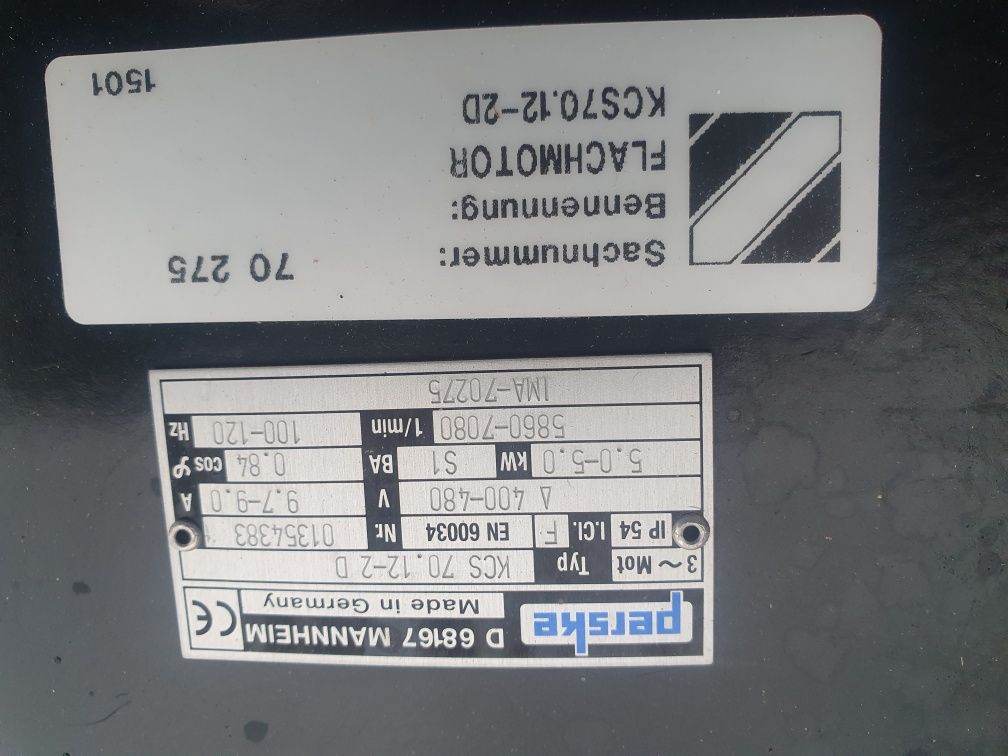 perske D 68167 MANNHEIM
Made in Germany CE
3~Mot Typ KCS 70.12-2 D
IP 54 I.Cl. F EN 60034 Nr. 01354383
Δ 400-480 V 9.7-9.0 A
5.0-5.0 kW S1 BA 0.84 cos φ
5860-7080 1/min 100-120 Hz
IMA-70275
Sachnummer: 70 275
Bennennung:
FLACHMOTOR
KCS70.12-2D
1501